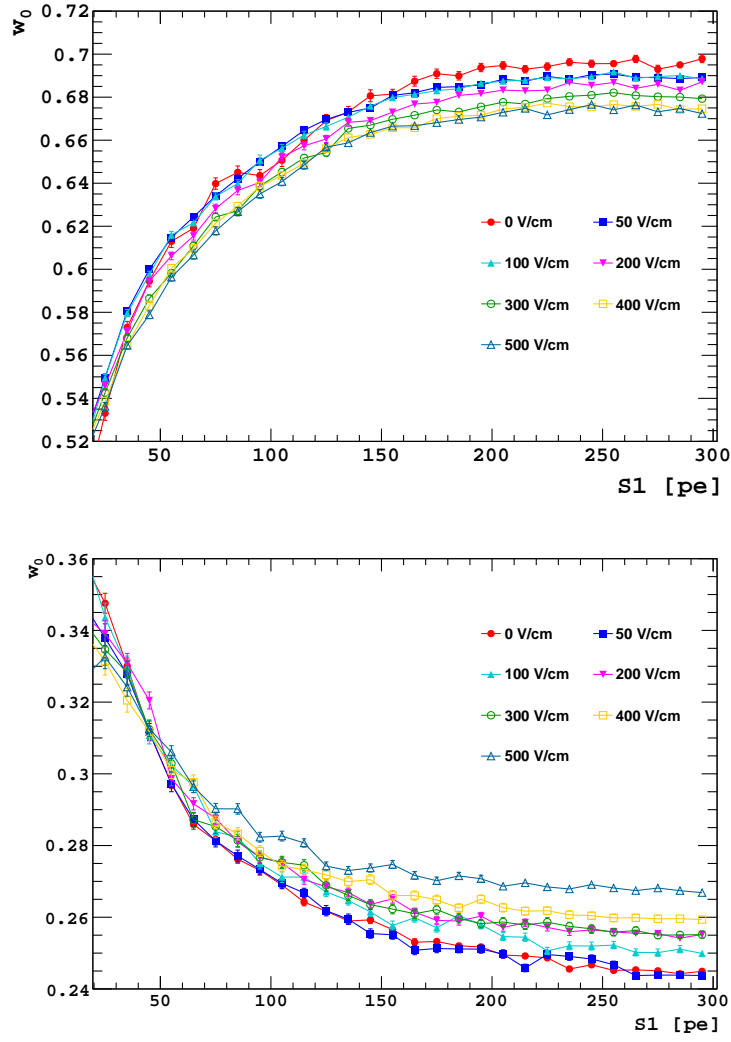 w0
0.72
0.7
0.68
0.66
0.64
0.62
0.6
0.58
0.56
0.54
0.52
0 V/cm 50 V/cm
100 V/cm 200 V/cm
300 V/cm 400 V/cm
500 V/cm
50 100 150 200 250 300
S1 [pe]
w0
0.36
0.34
0.32
0.3
0.28
0.26
0.24
0 V/cm 50 V/cm
100 V/cm 200 V/cm
300 V/cm 400 V/cm
500 V/cm
50 100 150 200 250 300
S1 [pe]